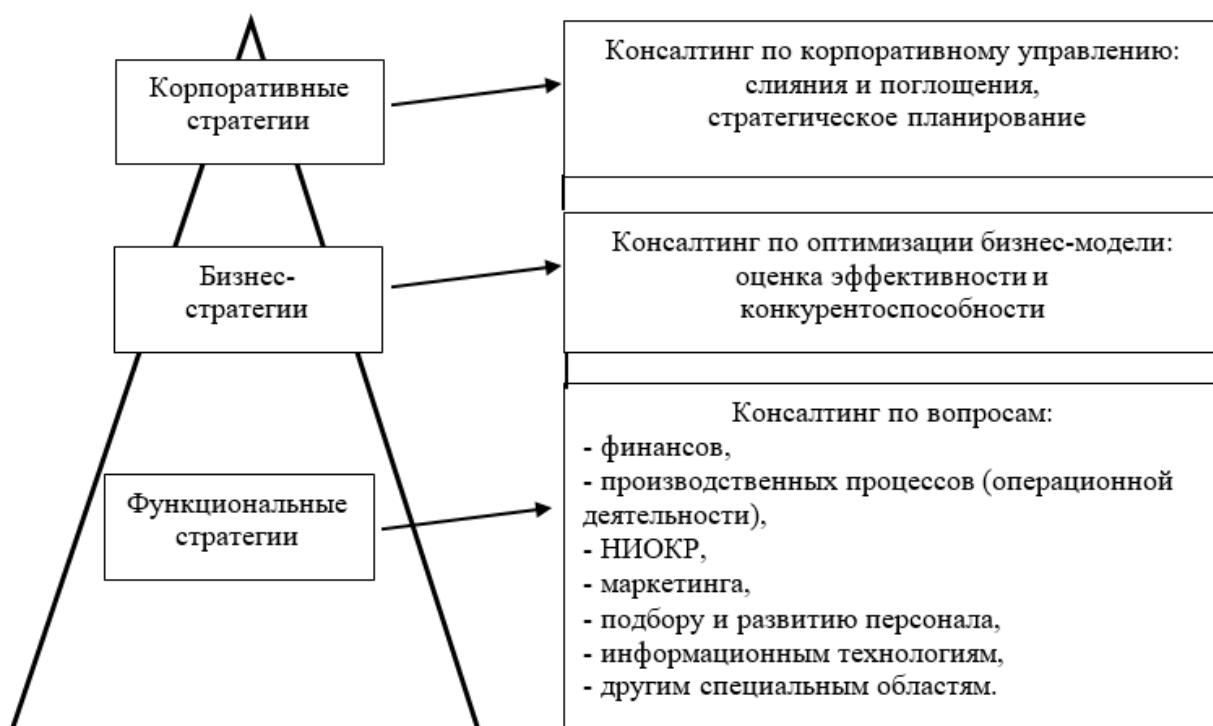 Корпоративные
стратегии
Консалтинг по корпоративному управлению:
слияния и поглощения,
стратегическое планирование
Бизнес-
стратегии
Консалтинг по оптимизации бизнес-модели:
оценка эффективности и
конкурентоспособности
Функциональные
стратегии
Консалтинг по вопросам:
- финансов,
- производственных процессов (операционной
деятельности),
- НИОКР,
- маркетинга,
- подбору и развитию персонала,
- информационным технологиям,
- другим специальным областям.